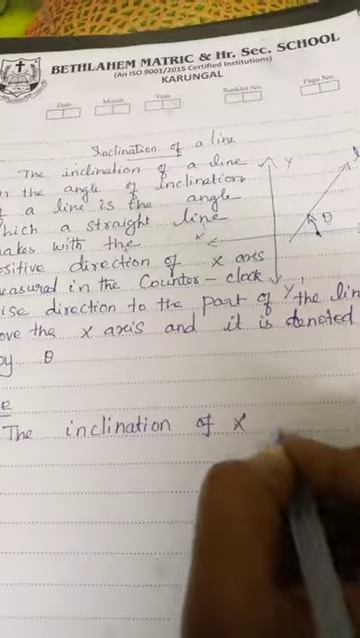 BETHLAHEM MATRIC & Hr. Sec. SCHOOL
(An ISO 9001/2015 Certified Institutions)
KARUNGAL
Date Month Year Booklet No. Page No.
Inclination of a line
The inclination of a line
or the angle of inclination
of a line is the angle
which a straight line
makes with the
positive direction of x axis
measured in the Counter - clock
wise direction to the part of the line
above the x axis and it is denoted
by θ
The inclination of X
Y
θ
Y'